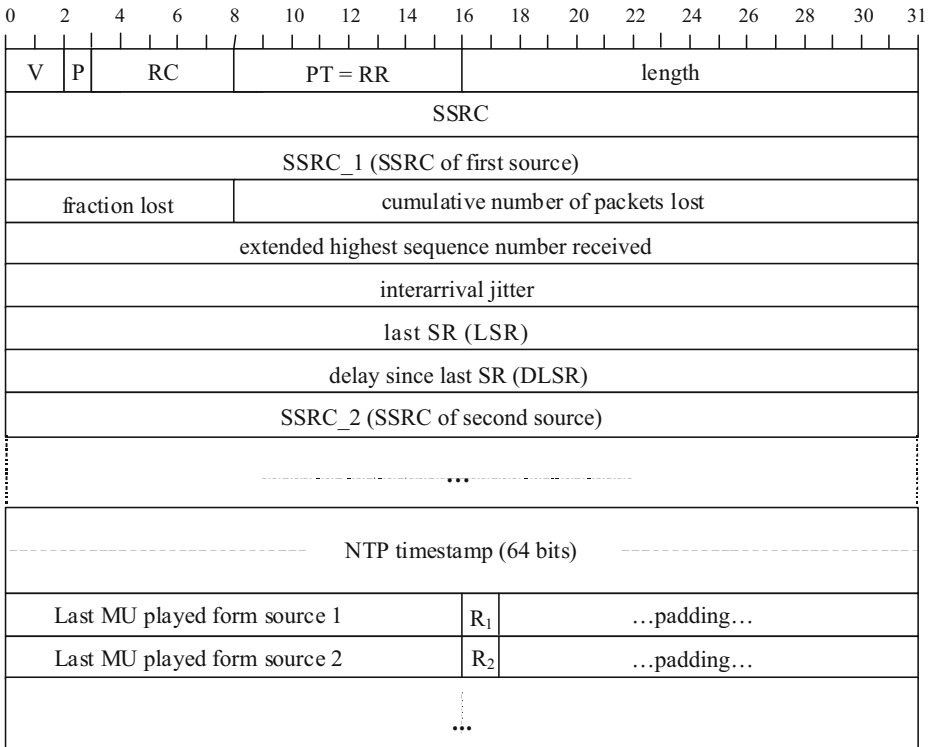 0 2 4 6 8 10 12 14 16 18 20 22 24 26 28 30 31
V P RC PT = RR length
SSRC
SSRC_1 (SSRC of first source)
fraction lost cumulative number of packets lost
extended highest sequence number received
interarrival jitter
last SR (LSR)
delay since last SR (DLSR)
SSRC_2 (SSRC of second source)
...
NTP timestamp (64 bits)
Last MU played form source 1 R₁ …padding…
Last MU played form source 2 R₂ …padding…
...